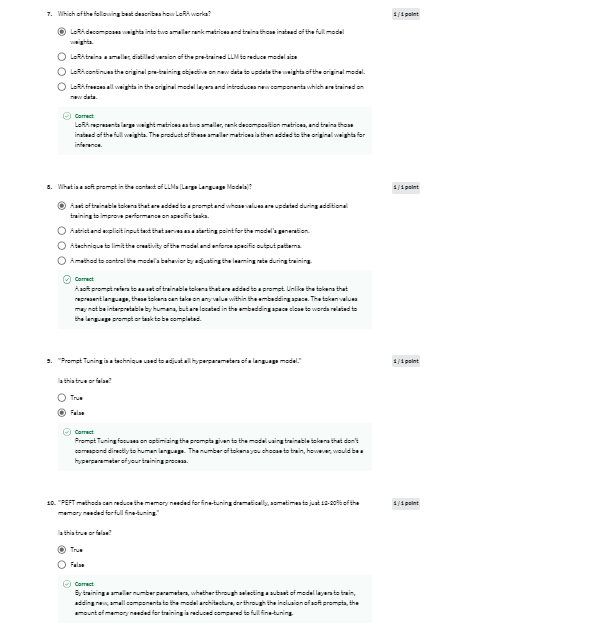 7. Which of the following best describes how LoRA works?
1 / 1 point
LoRA decomposes weights into two smaller rank matrices and trains those instead of the full model
weights.
LoRA trains a smaller, distilled version of the pre-trained LLM to reduce model size
LoRA continues the original pre-training objective on new data to update the weights of the original model.
LoRA freezes all weights in the original model layers and introduces new components which are trained on
new data.
Correct
LoRA represents large weight matrices as two smaller, rank decomposition matrices, and trains those
instead of the full weights. The product of these smaller matrices is then added to the original weights for
inference.
8. What is a soft prompt in the context of LLMs (Large Language Models)?
1 / 1 point
A set of trainable tokens that are added to a prompt and whose values are updated during additional
training to improve performance on specific tasks.
A strict and explicit input text that serves as a starting point for the model's generation.
A technique to limit the creativity of the model and enforce specific output patterns.
A method to control the model's behavior by adjusting the learning rate during training.
Correct
A soft prompt refers to as set of trainable tokens that are added to a prompt. Unlike the tokens that
represent language, these tokens can take on any value within the embedding space. The token values
may not be interpretable by humans, but are located in the embedding space close to words related to
the language prompt or task to be completed.
9. "Prompt Tuning is a technique used to adjust all hyperparameters of a language model."
1 / 1 point
Is this true or false?
True
False
Correct
Prompt Tuning focuses on optimizing the prompts given to the model using trainable tokens that don't
correspond directly to human language. The number of tokens you choose to train, however, would be a
hyperparameter of your training process.
10. "PEFT methods can reduce the memory needed for fine-tuning dramatically, sometimes to just 12-20% of the
memory needed for full fine-tuning."
1 / 1 point
Is this true or false?
True
False
Correct
By training a smaller number parameters, whether through selecting a subset of model layers to train,
adding new, small components to the model architecture, or through the inclusion of soft prompts, the
amount of memory needed for training is reduced compared to full fine-tuning.